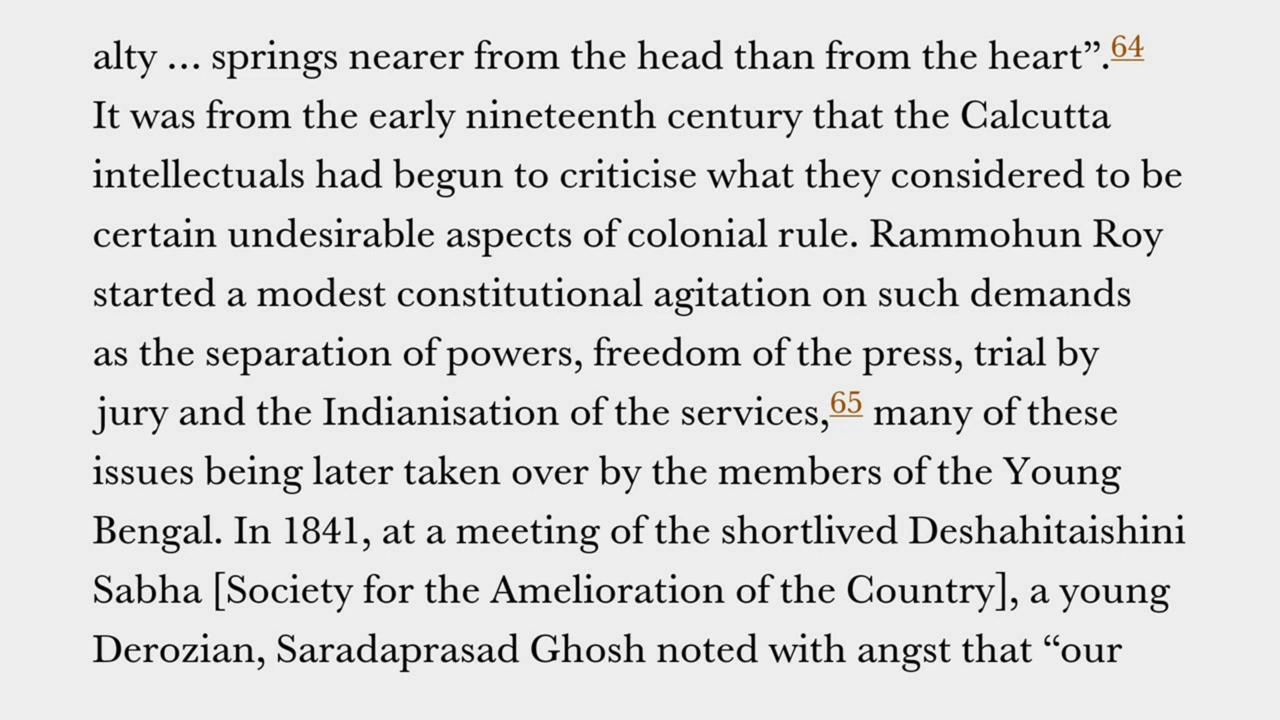 alty … springs nearer from the head than from the heart”.64
It was from the early nineteenth century that the Calcutta
intellectuals had begun to criticise what they considered to be
certain undesirable aspects of colonial rule. Rammohun Roy
started a modest constitutional agitation on such demands
as the separation of powers, freedom of the press, trial by
jury and the Indianisation of the services,65 many of these
issues being later taken over by the members of the Young
Bengal. In 1841, at a meeting of the shortlived Deshahitaishini
Sabha [Society for the Amelioration of the Country], a young
Derozian, Saradaprasad Ghosh noted with angst that “our